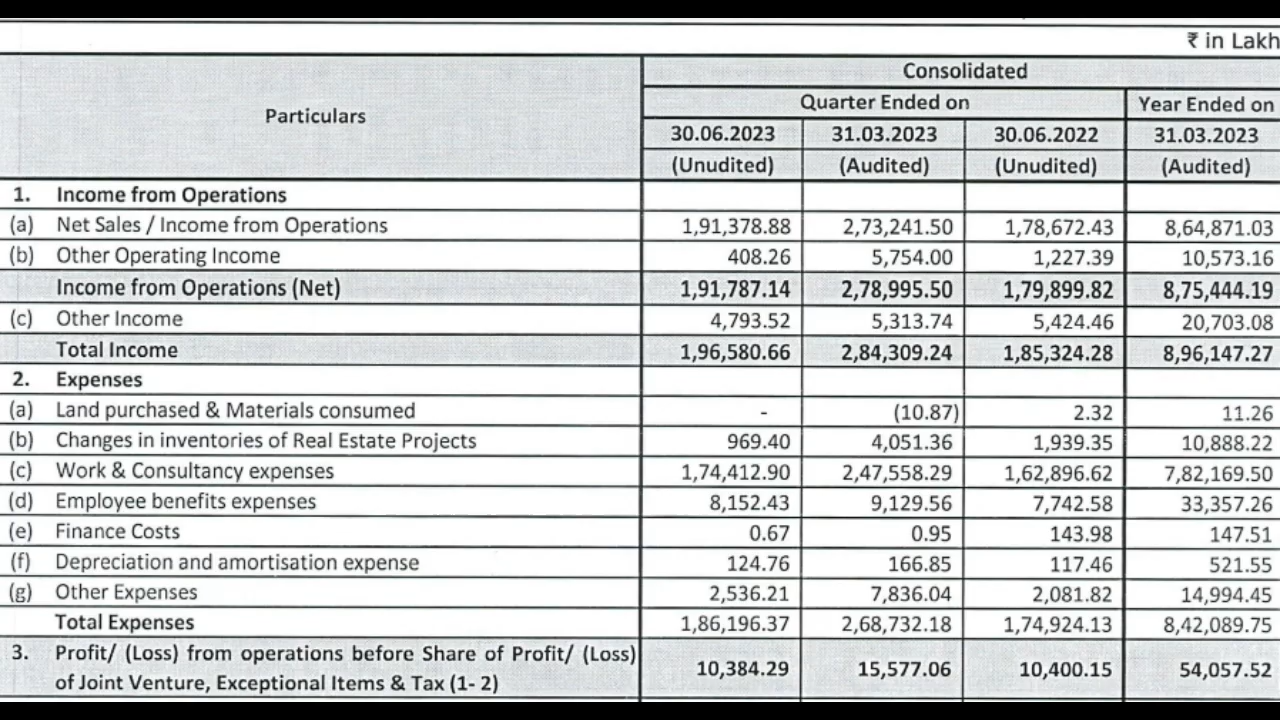 ₹ in Lakh
Particulars Consolidated
Quarter Ended on Year Ended on
30.06.2023 31.03.2023 30.06.2022 31.03.2023
(Unudited) (Audited) (Unudited) (Audited)
1. Income from Operations
(a) Net Sales / Income from Operations 1,91,378.88 2,73,241.50 1,78,672.43 8,64,871.03
(b) Other Operating Income 408.26 5,754.00 1,227.39 10,573.16
Income from Operations (Net) 1,91,787.14 2,78,995.50 1,79,899.82 8,75,444.19
(c) Other Income 4,793.52 5,313.74 5,424.46 20,703.08
Total Income 1,96,580.66 2,84,309.24 1,85,324.28 8,96,147.27
2. Expenses
(a) Land purchased & Materials consumed - (10.87) 2.32 11.26
(b) Changes in inventories of Real Estate Projects 969.40 4,051.36 1,939.35 10,888.22
(c) Work & Consultancy expenses 1,74,412.90 2,47,558.29 1,62,896.62 7,82,169.50
(d) Employee benefits expenses 8,152.43 9,129.56 7,742.58 33,357.26
(e) Finance Costs 0.67 0.95 143.98 147.51
(f) Depreciation and amortisation expense 124.76 166.85 117.46 521.55
(g) Other Expenses 2,536.21 7,836.04 2,081.82 14,994.45
Total Expenses 1,86,196.37 2,68,732.18 1,74,924.13 8,42,089.75
3. Profit/ (Loss) from operations before Share of Profit/ (Loss)
of Joint Venture, Exceptional Items & Tax (1- 2) 10,384.29 15,577.06 10,400.15 54,057.52